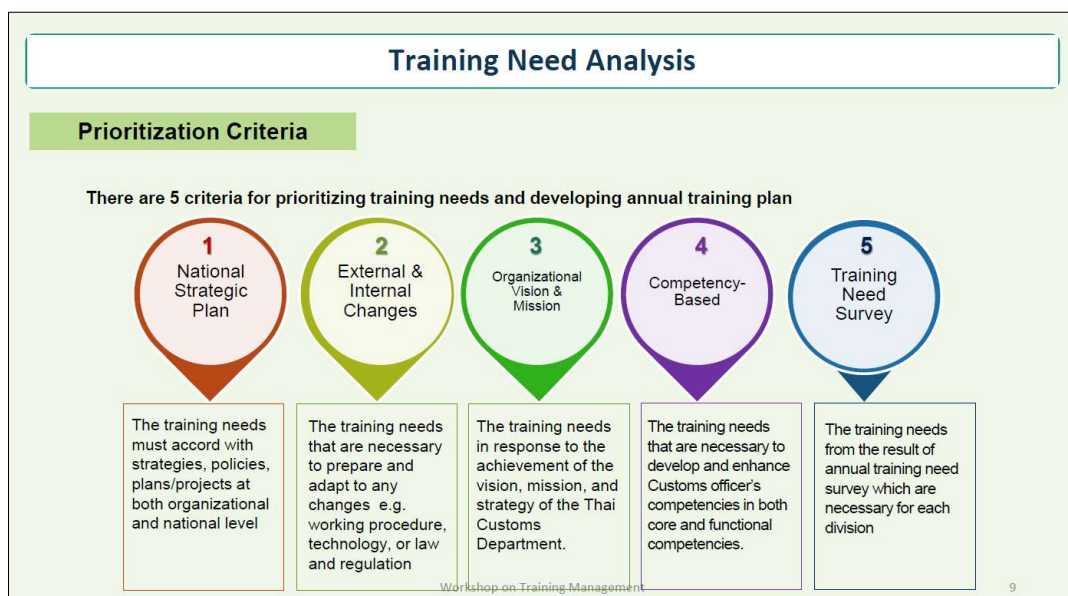 Training Need Analysis
Prioritization Criteria
There are 5 criteria for prioritizing training needs and developing annual training plan
1
National
Strategic
Plan
The training needs
must accord with
strategies, policies,
plans/projects at
both organizational
and national level
2
External &
Internal
Changes
The training needs
that are necessary
to prepare and
adapt to any
changes e.g.
working procedure,
technology, or law
and regulation
3
Organizational
Vision &
Mission
The training needs
in response to the
achievement of the
vision, mission, and
strategy of the Thai
Customs
Department.
4
Competency-
Based
The training needs
that are necessary to
develop and enhance
Customs officer's
competencies in both
core and functional
competencies.
5
Training
Need
Survey
The training needs
from the result of
annual training need
survey which are
necessary for each
division
Workshop on Training Management
9